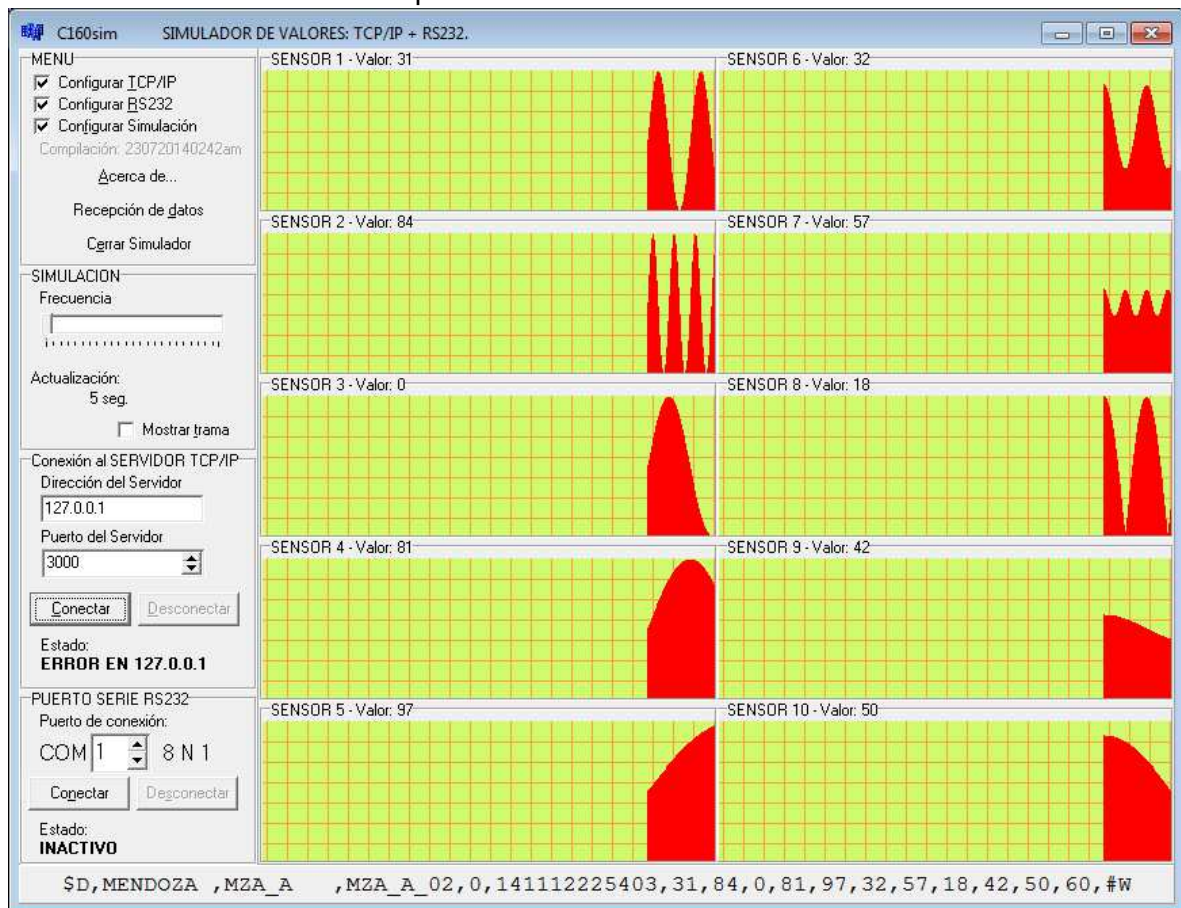 C160sim SIMULADOR DE VALORES: TCP/IP + RS232.
MENU
Configurar TCP/IP
Configurar RS232
Configurar Simulación
Compilación: 230720140242am
Acerca de...
Recepción de datos
Cerrar Simulador
SIMULACION
Frecuencia
Actualización:
5 seg.
Mostrar trama
Conexión al SERVIDOR TCP/IP
Dirección del Servidor
127.0.0.1
Puerto del Servidor
3000
Conectar Desconectar
Estado:
ERROR EN 127.0.0.1
PUERTO SERIE RS232
Puerto de conexión:
COM 1 8 N 1
Conectar Desconectar
Estado:
INACTIVO
SENSOR 1 - Valor: 31
SENSOR 2 - Valor: 84
SENSOR 3 - Valor: 0
SENSOR 4 - Valor: 81
SENSOR 5 - Valor: 97
SENSOR 6 - Valor: 32
SENSOR 7 - Valor: 57
SENSOR 8 - Valor: 18
SENSOR 9 - Valor: 42
SENSOR 10 - Valor: 50
$D,MENDOZA ,MZA_A ,MZA_A_02,0,141112225403,31,84,0,81,97,32,57,18,42,50,60,#W